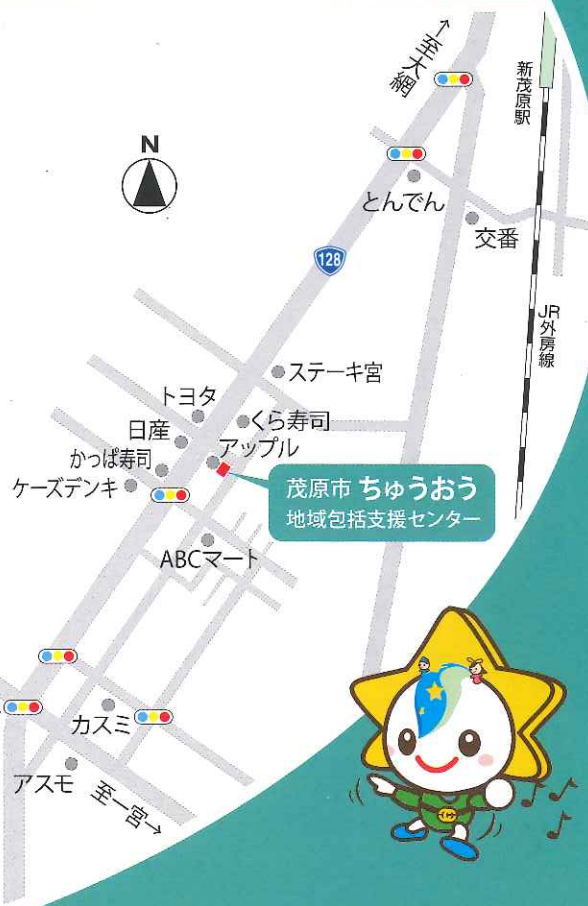 ↑至大網
新茂原駅
N
とんでん
交番
128
JR外房線
ステーキ宮
トヨタ
くら寿司
日産
アップル
かっぱ寿司
ケーズデンキ
茂原市 ちゅうおう
地域包括支援センター
ABCマート
カスミ
アスモ
至一宮→